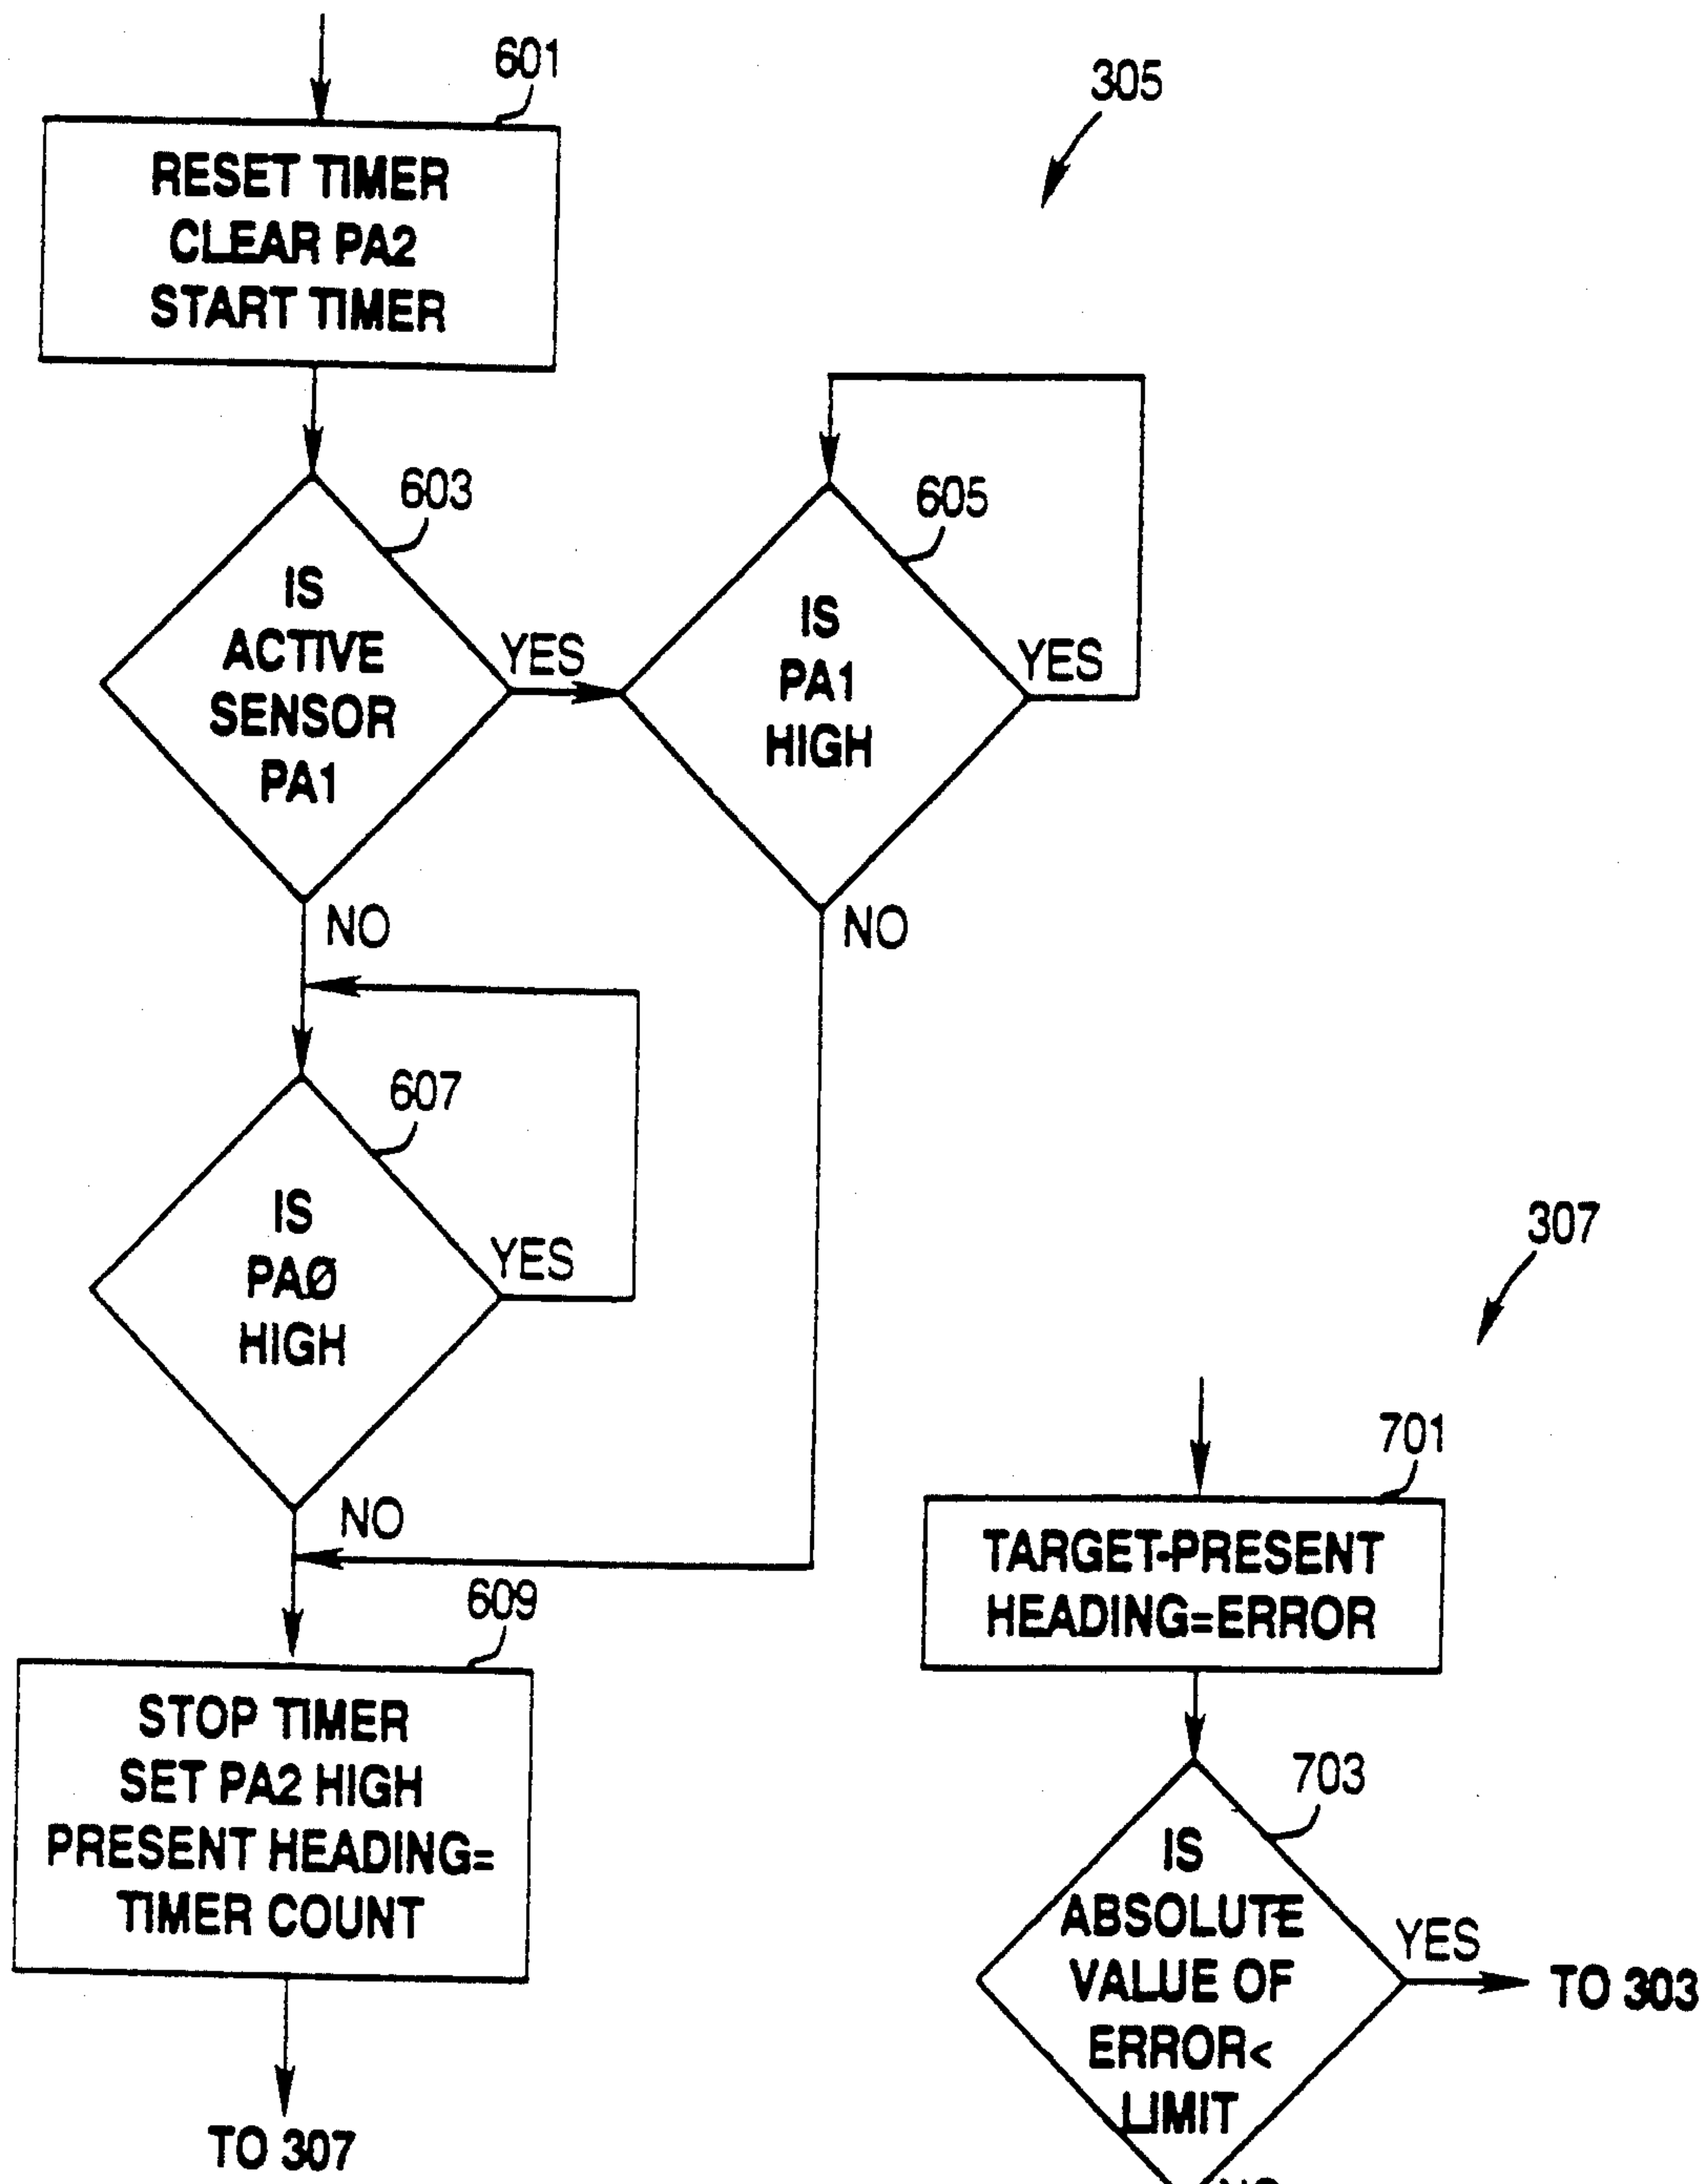 601
305
RESET TIMER
CLEAR PA2
START TIMER
603
605
IS
ACTIVE
SENSOR
PA1
YES
IS
PA1
HIGH
YES
NO
NO
607
IS
PAØ
HIGH
YES
307
NO
701
TARGET-PRESENT
HEADING=ERROR
609
STOP TIMER
SET PA2 HIGH
PRESENT HEADING=
TIMER COUNT
703
IS
ABSOLUTE
VALUE OF
ERROR<
LIMIT
YES
TO 303
TO 307
NO